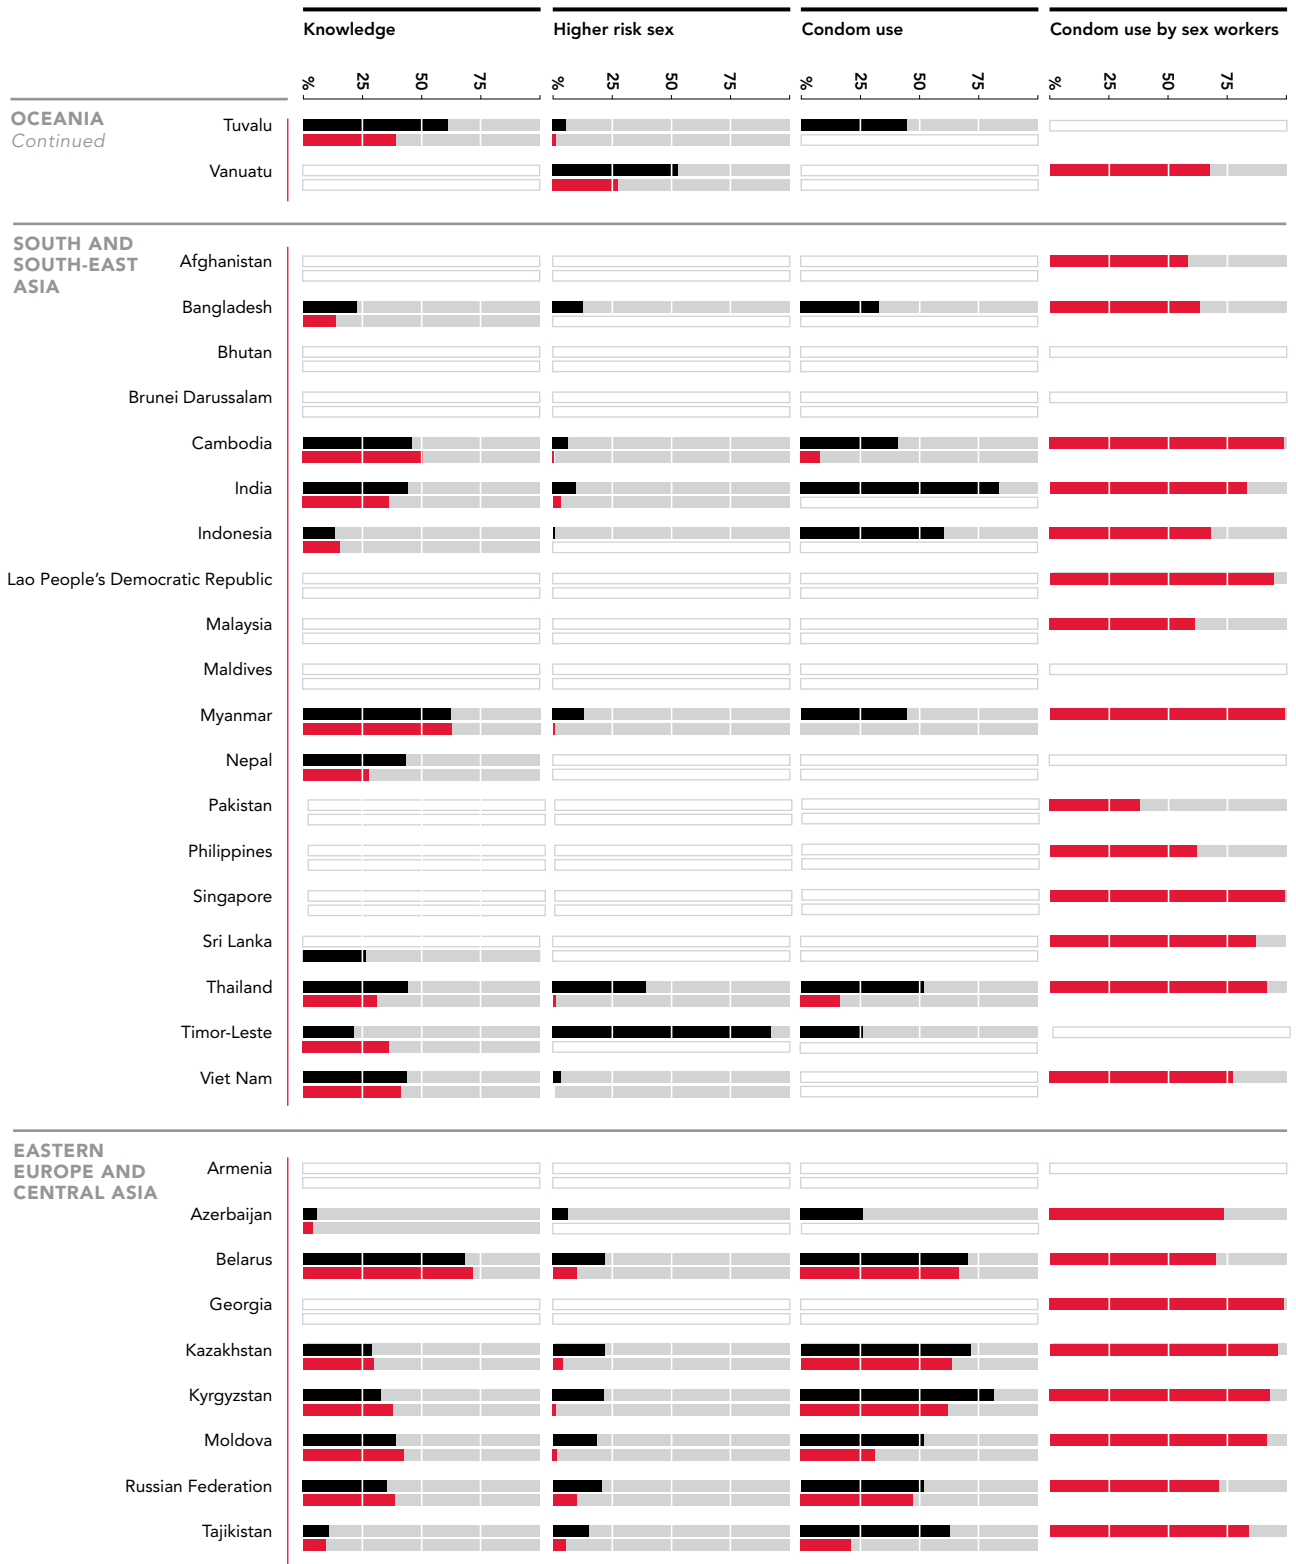 Knowledge
Higher risk sex
Condom use
Condom use by sex workers
% 25 50 75
% 25 50 75
% 25 50 75
% 25 50 75
OCEANIA
Continued
Tuvalu
Vanuatu
SOUTH AND
SOUTH-EAST
ASIA
Afghanistan
Bangladesh
Bhutan
Brunei Darussalam
Cambodia
India
Indonesia
Lao People’s Democratic Republic
Malaysia
Maldives
Myanmar
Nepal
Pakistan
Philippines
Singapore
Sri Lanka
Thailand
Timor-Leste
Viet Nam
EASTERN
EUROPE AND
CENTRAL ASIA
Armenia
Azerbaijan
Belarus
Georgia
Kazakhstan
Kyrgyzstan
Moldova
Russian Federation
Tajikistan